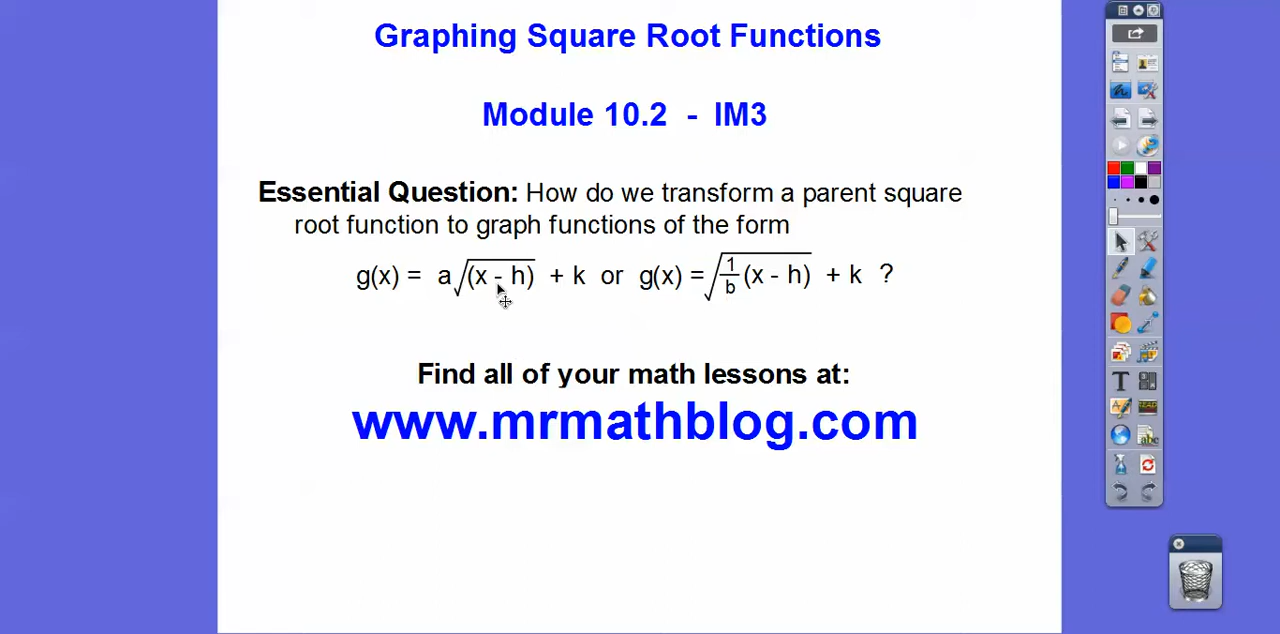 Graphing Square Root Functions
Module 10.2 - IM3
Essential Question: How do we transform a parent square
root function to graph functions of the form
g(x) = a√(x - h) + k or g(x) = √1/b(x - h) + k ?
Find all of your math lessons at:
www.mrmathblog.com